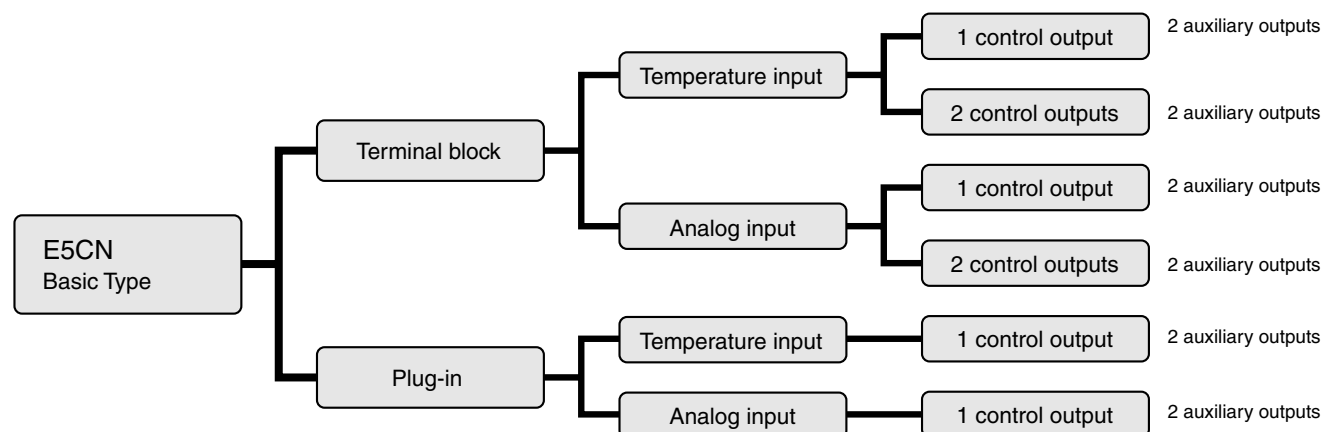 1 control output 2 auxiliary outputs
Temperature input
2 control outputs 2 auxiliary outputs
Terminal block
1 control output 2 auxiliary outputs
Analog input
2 control outputs 2 auxiliary outputs
E5CN
Basic Type
Temperature input 1 control output 2 auxiliary outputs
Plug-in
Analog input 1 control output 2 auxiliary outputs